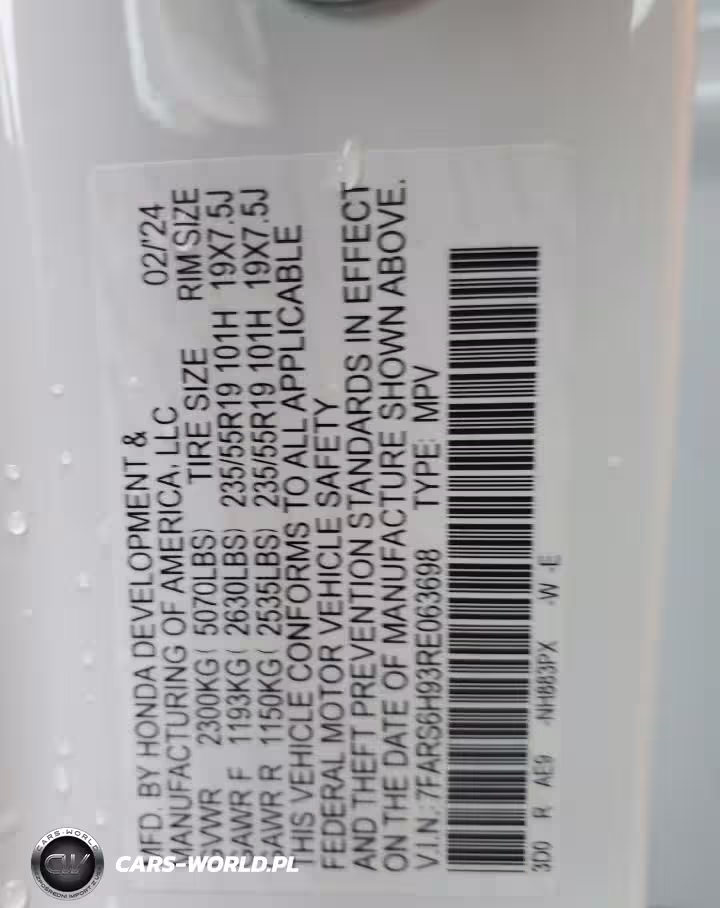 MFD. BY HONDA DEVELOPMENT &
MANUFACTURING OF AMERICA, LLC 02/'24
GVWR 2300KG( 5070LBS) TIRE SIZE RIM SIZE
GAWR F 1193KG( 2630LBS) 235/55R19 101H 19X7.5J
GAWR R 1150KG( 2535LBS) 235/55R19 101H 19X7.5J
THIS VEHICLE CONFORMS TO ALL APPLICABLE
FEDERAL MOTOR VEHICLE SAFETY
AND THEFT PREVENTION STANDARDS IN EFFECT
ON THE DATE OF MANUFACTURE SHOWN ABOVE.
V.I.N.: 7FARS6H93RE063698 TYPE: MPV
3D0 R AE9 -NH883PX -W -E
CARS-WORLD
CW
CARS-WORLD.PL